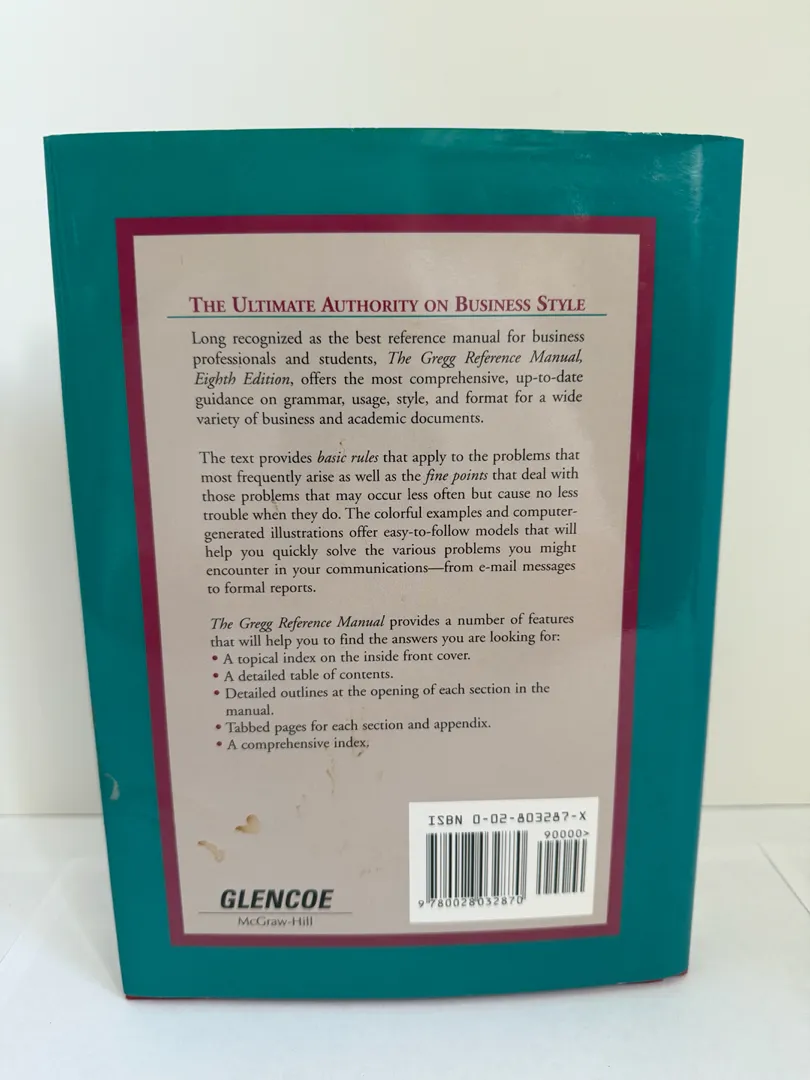 THE ULTIMATE AUTHORITY ON BUSINESS STYLE
Long recognized as the best reference manual for business
professionals and students, The Gregg Reference Manual,
Eighth Edition, offers the most comprehensive, up-to-date
guidance on grammar, usage, style, and format for a wide
variety of business and academic documents.
The text provides basic rules that apply to the problems that
most frequently arise as well as the fine points that deal with
those problems that may occur less often but cause no less
trouble when they do. The colorful examples and computer-
generated illustrations offer easy-to-follow models that will
help you quickly solve the various problems you might
encounter in your communications—from e-mail messages
to formal reports.
The Gregg Reference Manual provides a number of features
that will help you to find the answers you are looking for:
• A topical index on the inside front cover.
• A detailed table of contents.
• Detailed outlines at the opening of each section in the
manual.
• Tabbed pages for each section and appendix.
• A comprehensive index.
ISBN 0-02-803287-X
90000>
9 780028 032870
GLENCOE
McGraw-Hill